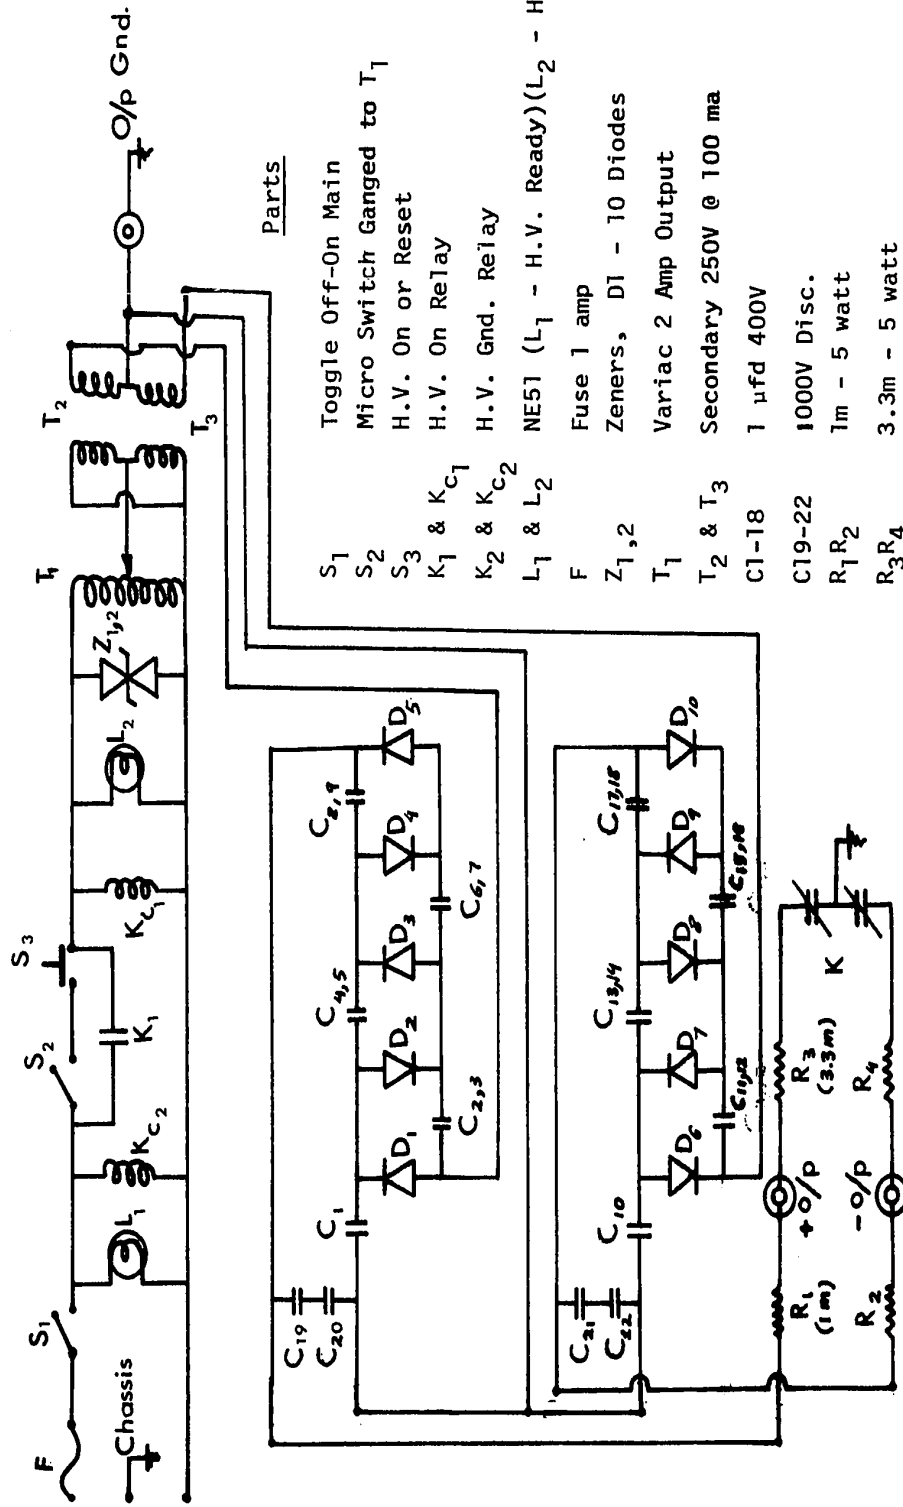 F
S1
L1
KC2
S2
K1
S3
KL1
L2
Z1,2
T1
T2
T3
O/p Gnd.
Chassis
C19
C20
C1
D1
C2,3
D2
C4,5
D3
C6,7
D4
C8,9
D5
C21
C22
C10
D6
C11,12
D7
C13,14
D8
C15,16
D9
C17,18
D10
R1
(1m)
+O/P
R3
(3.3m)
K
R2
-O/P
R4
Parts
S1 Toggle Off-On Main
S2 Micro Switch Ganged to T1
S3 H.V. On or Reset
K1 & KC1 H.V. On Relay
K2 & KC2 H.V. Gnd. Relay
L1 & L2 NE51 (L1 - H.V. Ready)(L2 - H
F Fuse 1 amp
Z1,2 Zeners, D1 - 10 Diodes
T1 Variac 2 Amp Output
T2 & T3 Secondary 250V @ 100 ma
C1-18 1 µfd 400V
C19-22 1000V Disc.
R1R2 1m - 5 watt
R3R4 3.3m - 5 watt